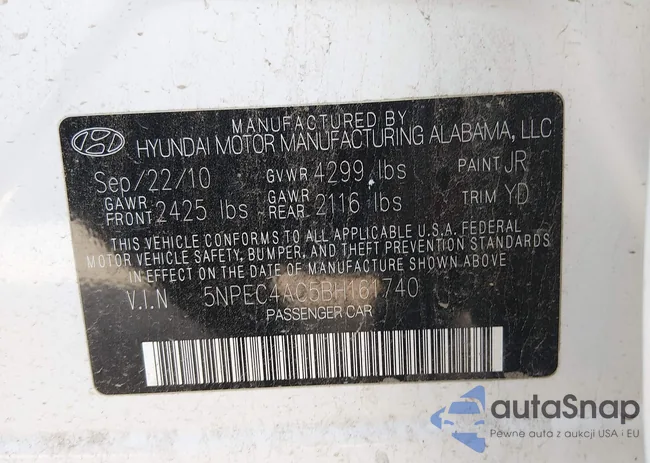 MANUFACTURED BY
HYUNDAI MOTOR MANUFACTURING ALABAMA, LLC
Sep/22/10 GVWR 4299 lbs PAINT JR
GAWR FRONT 2425 lbs GAWR REAR 2116 lbs TRIM YD
THIS VEHICLE CONFORMS TO ALL APPLICABLE U.S.A. FEDERAL
MOTOR VEHICLE SAFETY, BUMPER, AND THEFT PREVENTION STANDARDS
IN EFFECT ON THE DATE OF MANUFACTURE SHOWN ABOVE
V.I.N 5NPEC4AC5BH161740
PASSENGER CAR
autaSnap
Pewne auta z aukcji USA i EU